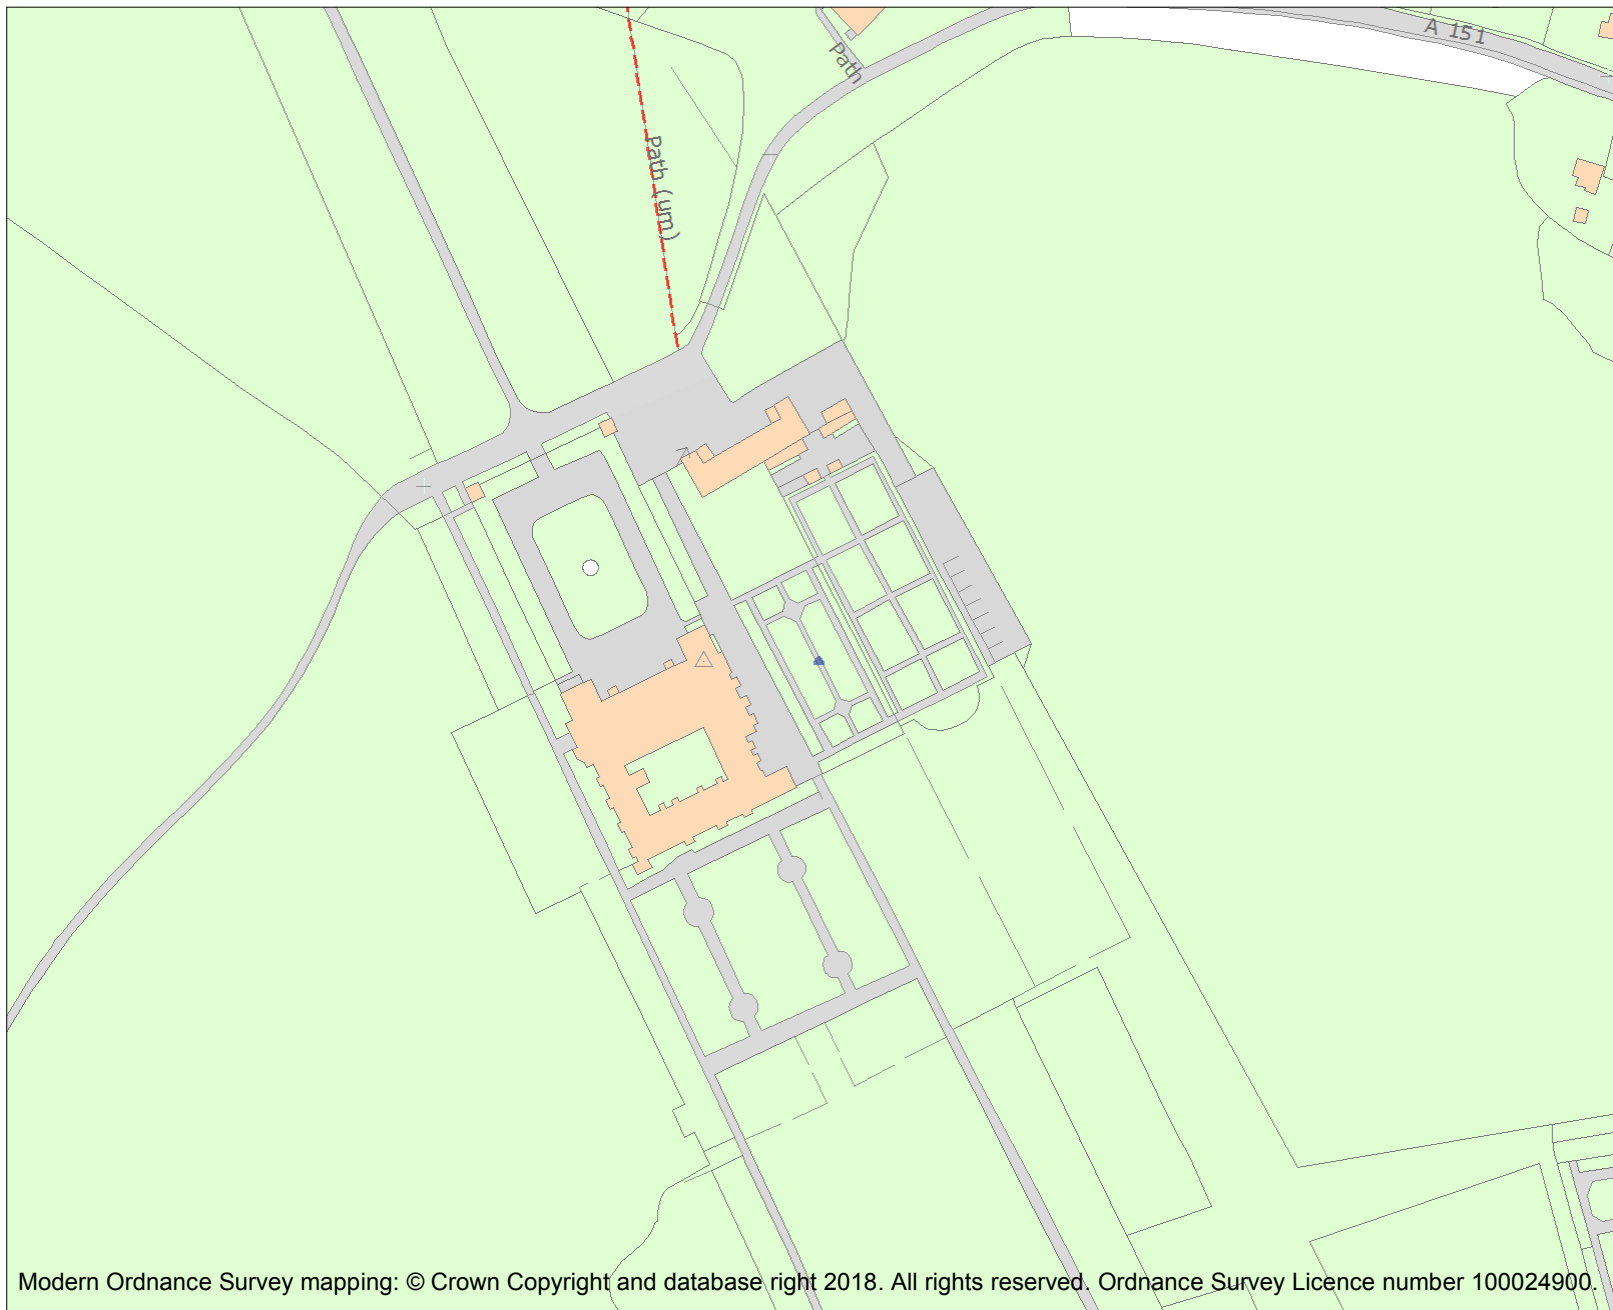 A 151
Path
Path (um)
Modern Ordnance Survey mapping: © Crown Copyright and database right 2018. All rights reserved. Ordnance Survey Licence number 100024900.